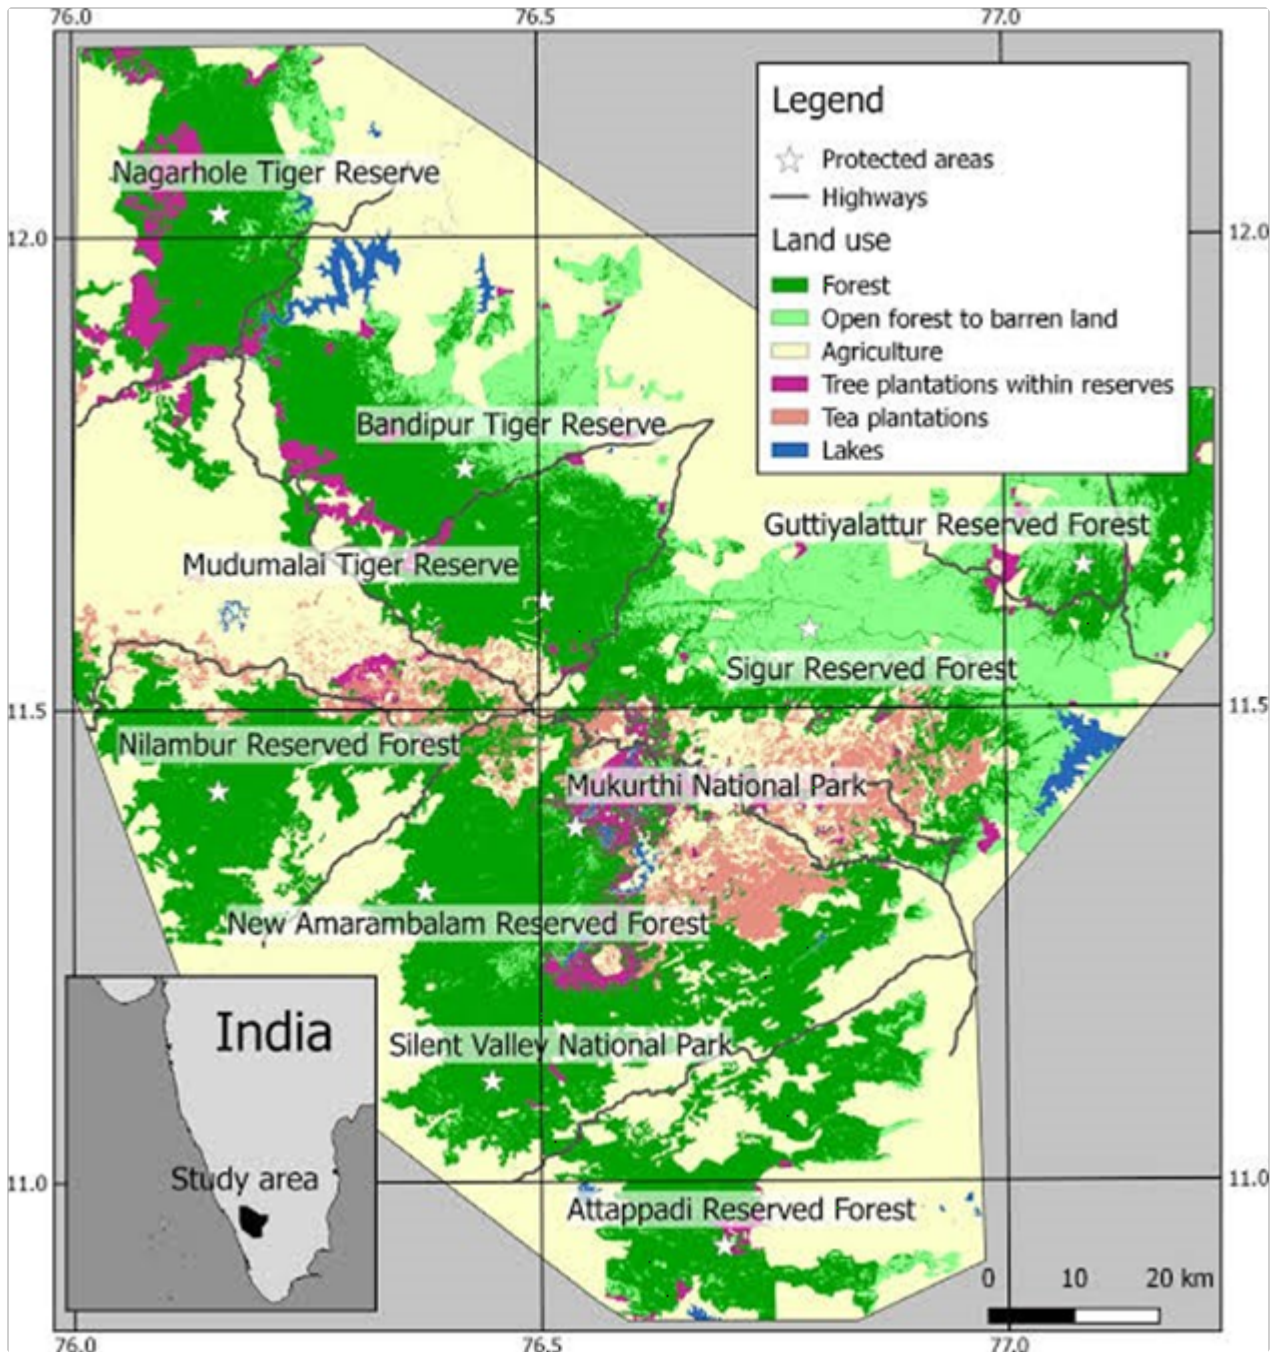 76.0 76.5 77.0
Legend
Protected areas
Highways
Nagarhole Tiger Reserve
12.0 12.0
Land use
Forest
Open forest to barren land
Agriculture
Tree plantations within reserves
Tea plantations
Lakes
Bandipur Tiger Reserve
Guttiyalattur Reserved Forest
Mudumalai Tiger Reserve
Sigur Reserved Forest
11.5 11.5
Nilambur Reserved Forest
Mukurthi National Park
New Amarambalam Reserved Forest
India
Silent Valley National Park
Study area
11.0 11.0
Attappadi Reserved Forest
0 10 20 km
76.0 76.5 77.0